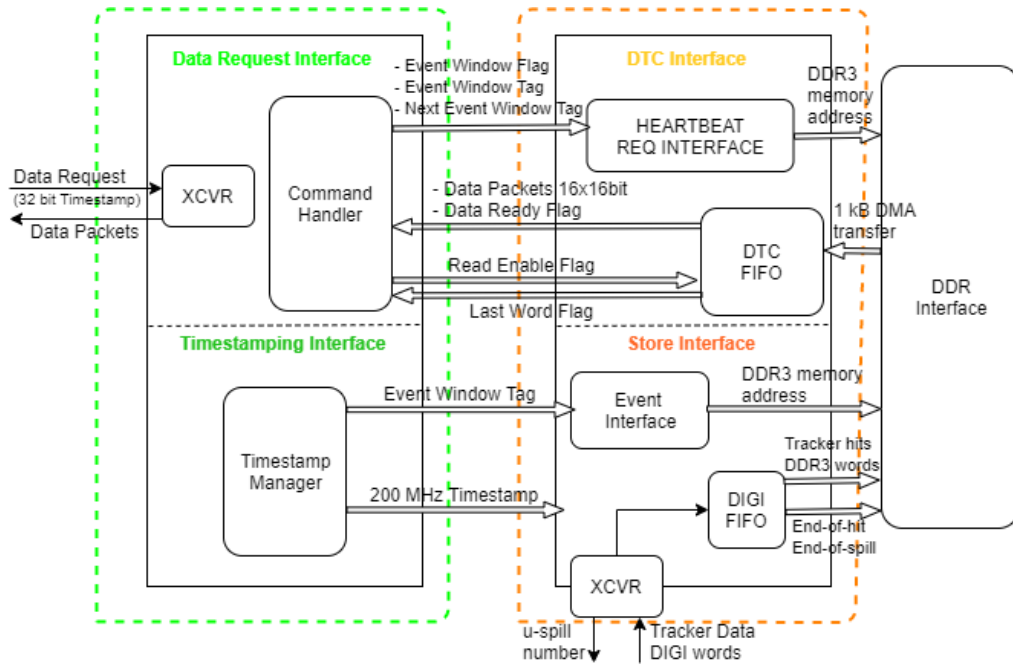 Data Request Interface
- Event Window Flag
- Event Window Tag
- Next Event Window Tag
DTC Interface
DDR3
memory
address
HEARTBEAT
REQ INTERFACE
Data Request
(32 bit Timestamp)
Data Packets
XCVR
Command
Handler
- Data Packets 16x16bit
- Data Ready Flag
1 kB DMA
transfer
DTC
FIFO
Read Enable Flag
Last Word Flag
DDR
Interface
Timestamping Interface
Store Interface
Event Window Tag
Event
Interface
DDR3 memory
address
Timestamp
Manager
200 MHz Timestamp
Tracker hits
DDR3 words
DIGI
FIFO
End-of-hit
End-of-spill
XCVR
u-spill
number
Tracker Data
DIGI words